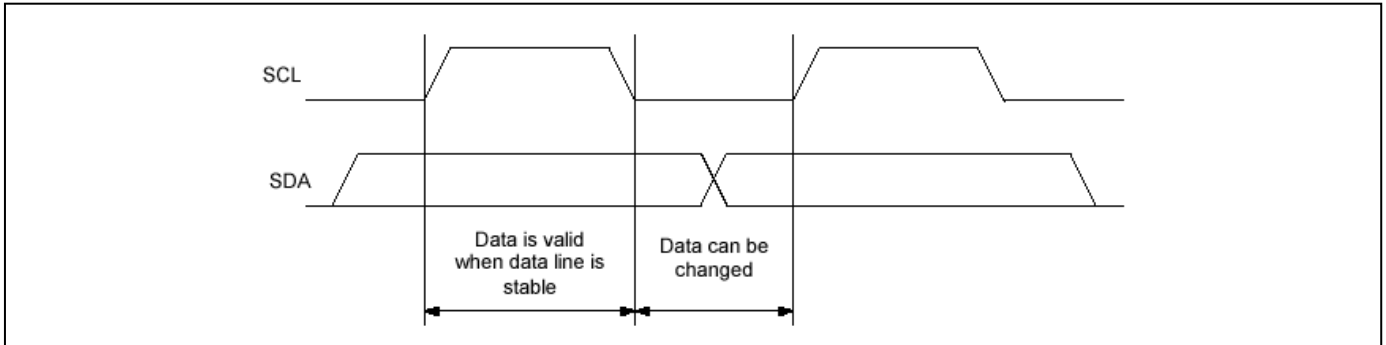 SCL
SDA
Data is valid
when data line is
stable
Data can be
changed